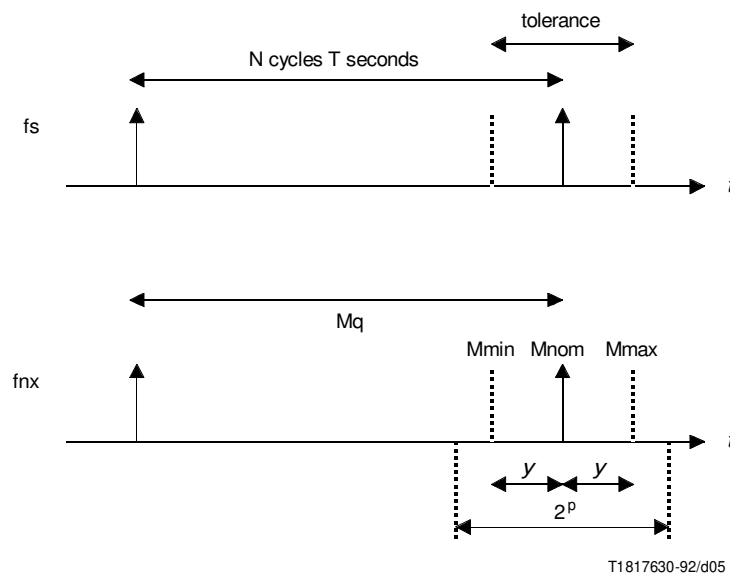 tolerance
N cycles T seconds
fs
t
Mq
Mmin Mnom Mmax
fnx
t
y y
2^p
T1817630-92/d05